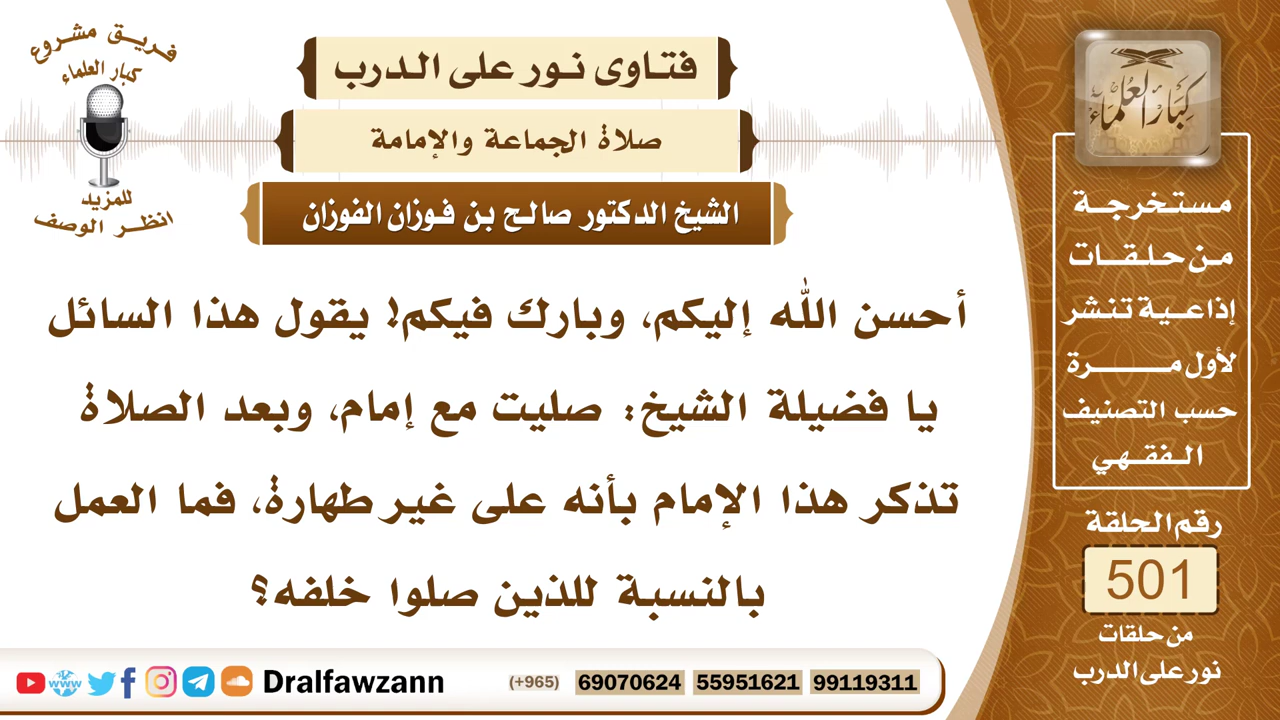 فريق مشروع
كبار العلماء
للمزيد
انظر الوصف
فتاوى نور على الدرب
صلاة الجماعة والإمامة
الشيخ الدكتور صالح بن فوزان الفوزان
أحسن الله إليكم، وبارك فيكم! يقول هذا السائل
يا فضيلة الشيخ: صليت مع إمام، وبعد الصلاة
تذكر هذا الإمام بأنه على غير طهارة، فما العمل
بالنسبة للذين صلوا خلفه؟
كبار العلماء
مستخرجة
من حلقات
إذاعية تنشر
لأول مرة
حسب التصنيف
الفقهي
رقم الحلقة
501
من حلقات
نور على الدرب
www Dralfawzann (+965) 69070624 55951621 99119311